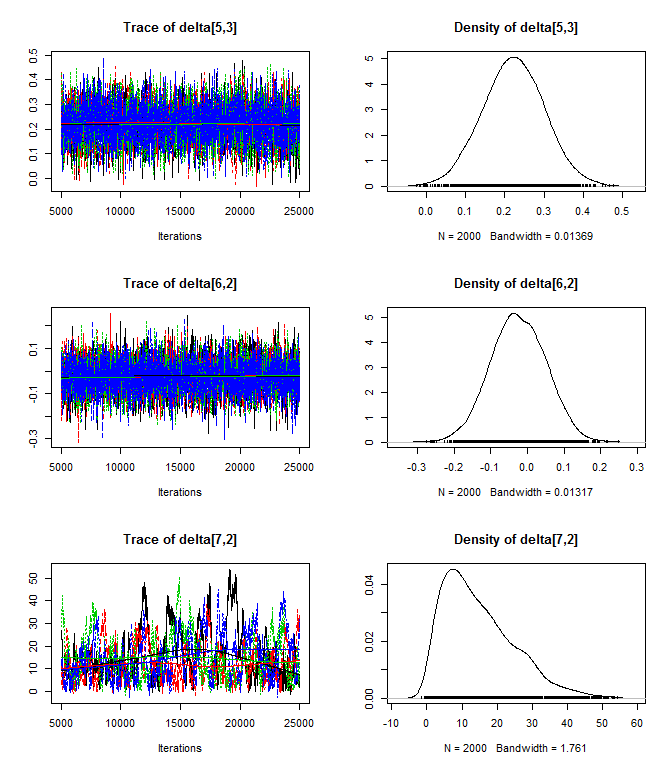 Trace of delta[5,3]
Density of delta[5,3]
0.0 0.1 0.2 0.3 0.4 0.5
5000 10000 15000 20000 25000
Iterations
0 1 2 3 4 5
0.0 0.1 0.2 0.3 0.4 0.5
N = 2000 Bandwidth = 0.01369
Trace of delta[6,2]
Density of delta[6,2]
-0.3 -0.1 0.1
5000 10000 15000 20000 25000
Iterations
0 1 2 3 4 5
-0.3 -0.2 -0.1 0.0 0.1 0.2 0.3
N = 2000 Bandwidth = 0.01317
Trace of delta[7,2]
Density of delta[7,2]
0 10 20 30 40 50
5000 10000 15000 20000 25000
Iterations
0.00 0.02 0.04
-10 0 10 20 30 40 50 60
N = 2000 Bandwidth = 1.761